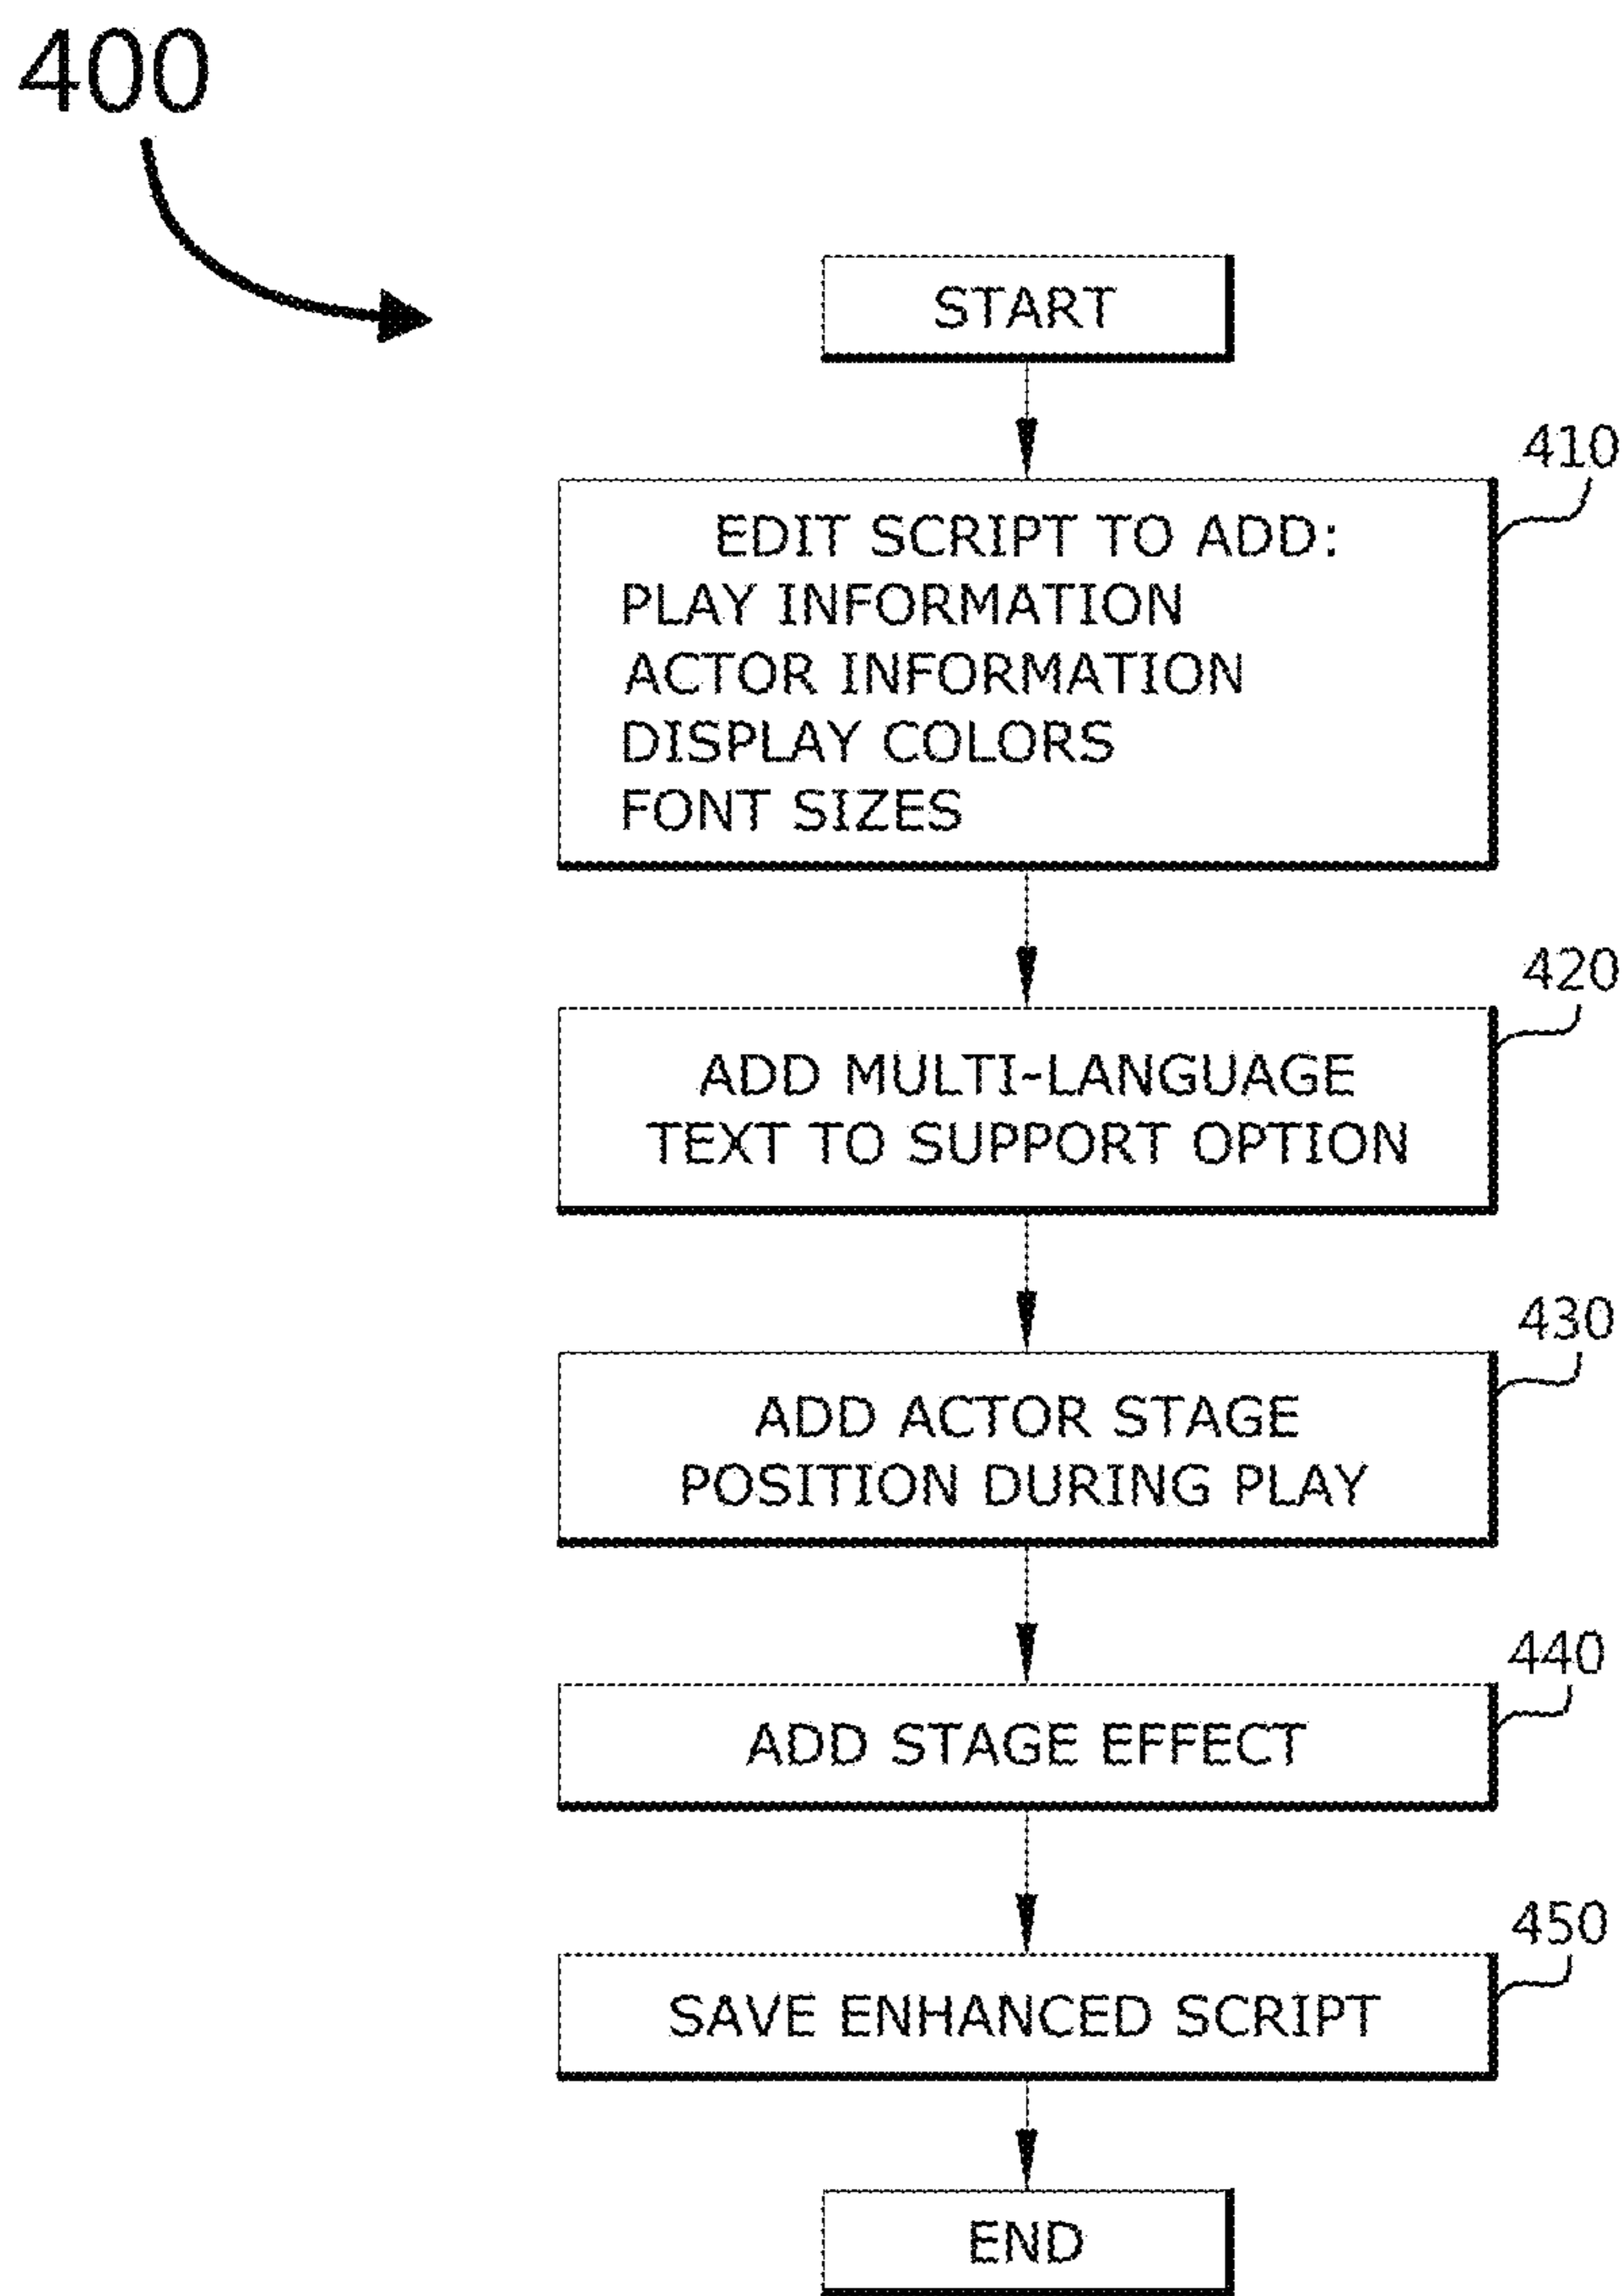 400
START
410
EDIT SCRIPT TO ADD:
PLAY INFORMATION
ACTOR INFORMATION
DISPLAY COLORS
FONT SIZES
420
ADD MULTI-LANGUAGE
TEXT TO SUPPORT OPTION
430
ADD ACTOR STAGE
POSITION DURING PLAY
440
ADD STAGE EFFECT
450
SAVE ENHANCED SCRIPT
END